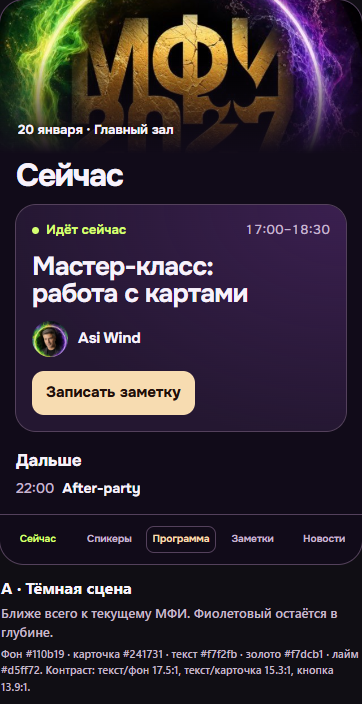 МФИ
2027
20 января · Главный зал
Сейчас
Идёт сейчас
17:00–18:30
Мастер-класс:
работа с картами
Asi Wind
Записать заметку
Дальше
22:00 After-party
Сейчас Спикеры Программа Заметки Новости
A · Тёмная сцена
Ближе всего к текущему МФИ. Фиолетовый остаётся в
глубине.
Фон #110b19 · карточка #241731 · текст #f7f2fb · золото #f7dcb1 · лайм
#d5ff72. Контраст: текст/фон 17.5:1, текст/карточка 15.3:1, кнопка
13.9:1.